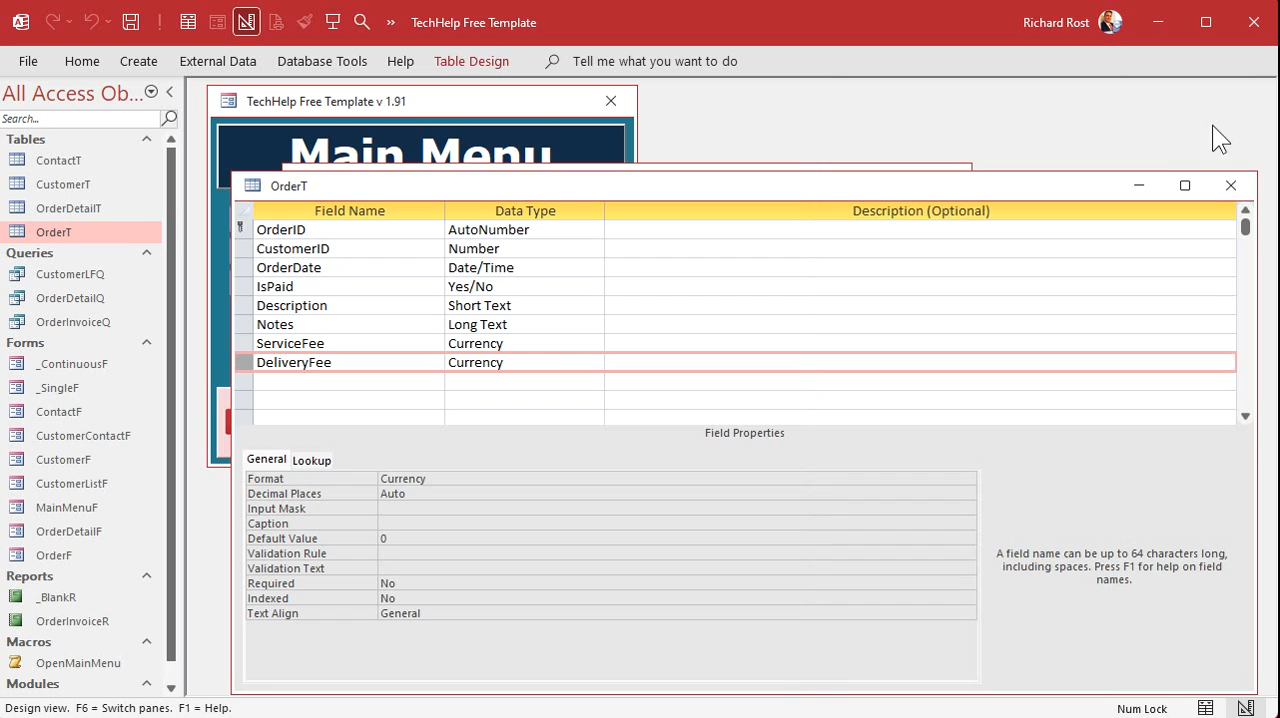 TechHelp Free Template
Richard Rost
File Home Create External Data Database Tools Help Table Design Tell me what you want to do
All Access Ob...
Search...
Tables
ContactT
CustomerT
OrderDetailT
OrderT
Queries
CustomerLFQ
OrderDetailQ
OrderInvoiceQ
Forms
_ContinuousF
_SingleF
ContactF
CustomerContactF
CustomerF
CustomerListF
MainMenuF
OrderDetailF
OrderF
Reports
_BlankR
OrderInvoiceR
Macros
OpenMainMenu
Modules
TechHelp Free Template v 1.91
Main Menu
OrderT
Field Name Data Type Description (Optional)
OrderID AutoNumber
CustomerID Number
OrderDate Date/Time
IsPaid Yes/No
Description Short Text
Notes Long Text
ServiceFee Currency
DeliveryFee Currency
Field Properties
General Lookup
Format Currency
Decimal Places Auto
Input Mask
Caption
Default Value 0
Validation Rule
Validation Text
Required No
Indexed No
Text Align General
A field name can be up to 64 characters long,
including spaces. Press F1 for help on field
names.
Design view. F6 = Switch panes. F1 = Help.
Num Lock